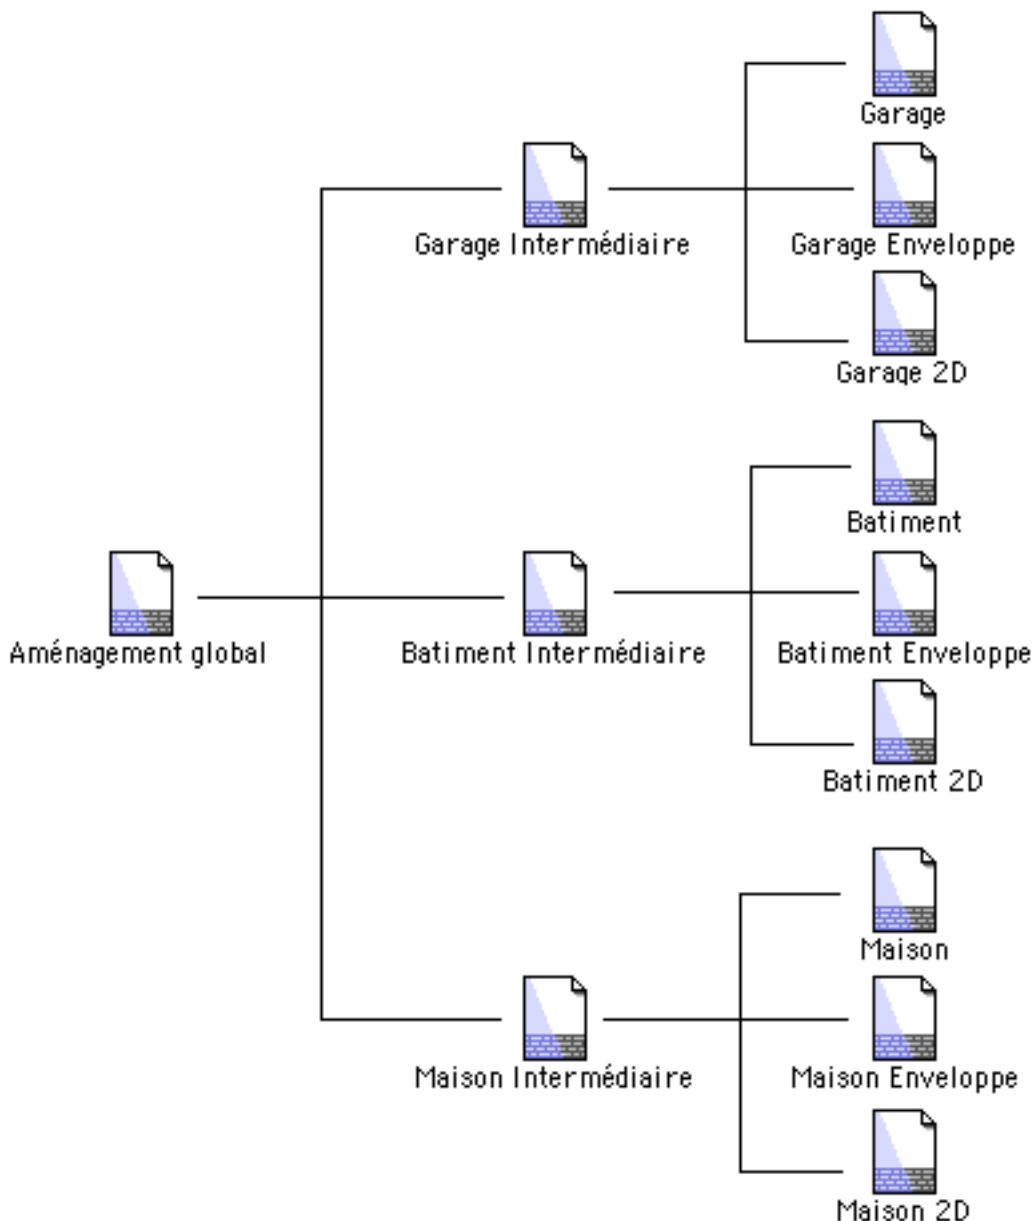 Garage
Garage Intermédiaire
Garage Enveloppe
Garage 2D
Batiment
Aménagement global
Batiment Intermédiaire
Batiment Enveloppe
Batiment 2D
Maison
Maison Intermédiaire
Maison Enveloppe
Maison 2D